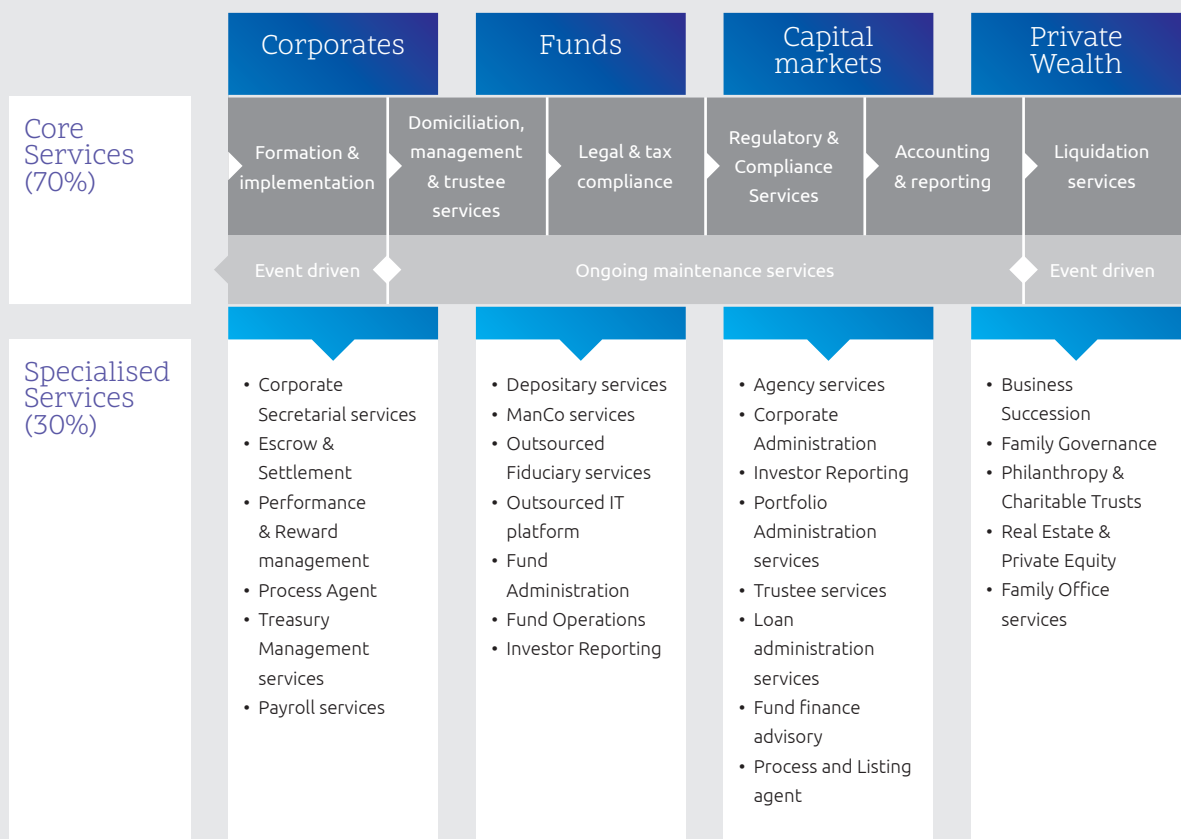 Corporates
Funds
Capital
markets
Private
Wealth
Core
Services
(70%)
Formation &
implementation
Domiciliation,
management
& trustee
services
Legal & tax
compliance
Regulatory &
Compliance
Services
Accounting
& reporting
Liquidation
services
Event driven
Ongoing maintenance services
Event driven
Specialised
Services
(30%)
• Corporate
Secretarial services
• Escrow &
Settlement
• Performance
& Reward
management
• Process Agent
• Treasury
Management
services
• Payroll services
• Depositary services
• ManCo services
• Outsourced
Fiduciary services
• Outsourced IT
platform
• Fund
Administration
• Fund Operations
• Investor Reporting
• Agency services
• Corporate
Administration
• Investor Reporting
• Portfolio
Administration
services
• Trustee services
• Loan
administration
services
• Fund finance
advisory
• Process and Listing
agent
• Business
Succession
• Family Governance
• Philanthropy &
Charitable Trusts
• Real Estate &
Private Equity
• Family Office
services